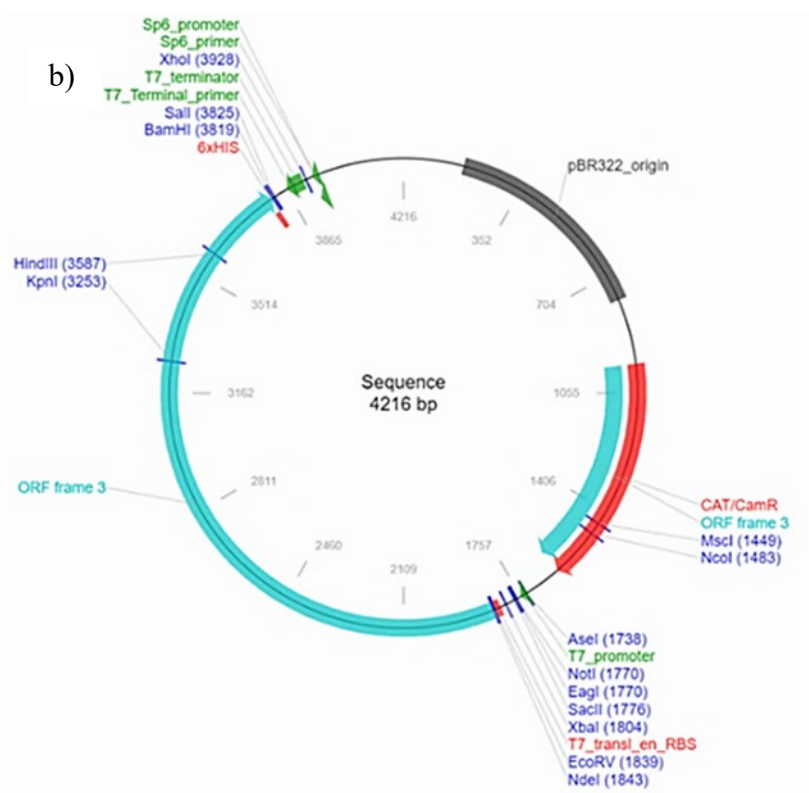 b)
Sp6_promoter
Sp6_primer
XhoI (3928)
T7_terminator
T7_Terminal_primer
SalI (3825)
BamHI (3819)
6xHIS
pBR322_origin
4216
352
704
1055
1406
1757
2109
2460
2811
3162
3514
3865
HindIII (3587)
KpnI (3253)
Sequence
4216 bp
ORF frame 3
CAT/CamR
ORF frame 3
MscI (1449)
NcoI (1483)
AseI (1738)
T7_promoter
NotI (1770)
EagI (1770)
SacII (1776)
XbaI (1804)
T7_transl_en_RBS
EcoRV (1839)
NdeI (1843)